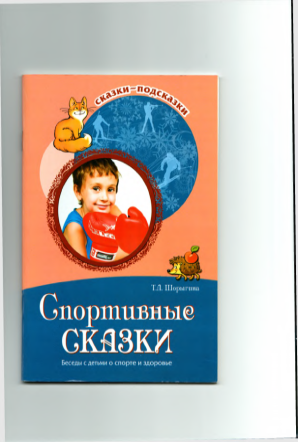 сказки-подсказки
Т.А. Шорыгина
Спортивные
СКАЗКИ
Беседы с детьми о спорте и здоровье